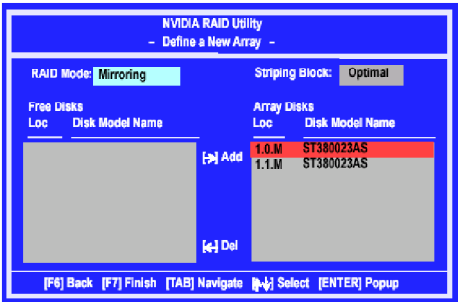 NVIDIA RAID Utility
– Define a New Array –
RAID Mode: Mirroring
Striping Block: Optimal
Free Disks
Loc Disk Model Name
Array Disks
Loc Disk Model Name
[→] Add
1.0.M ST380023AS
1.1.M ST380023AS
[←] Del
[F6] Back [F7] Finish [TAB] Navigate [↑↓] Select [ENTER] Popup